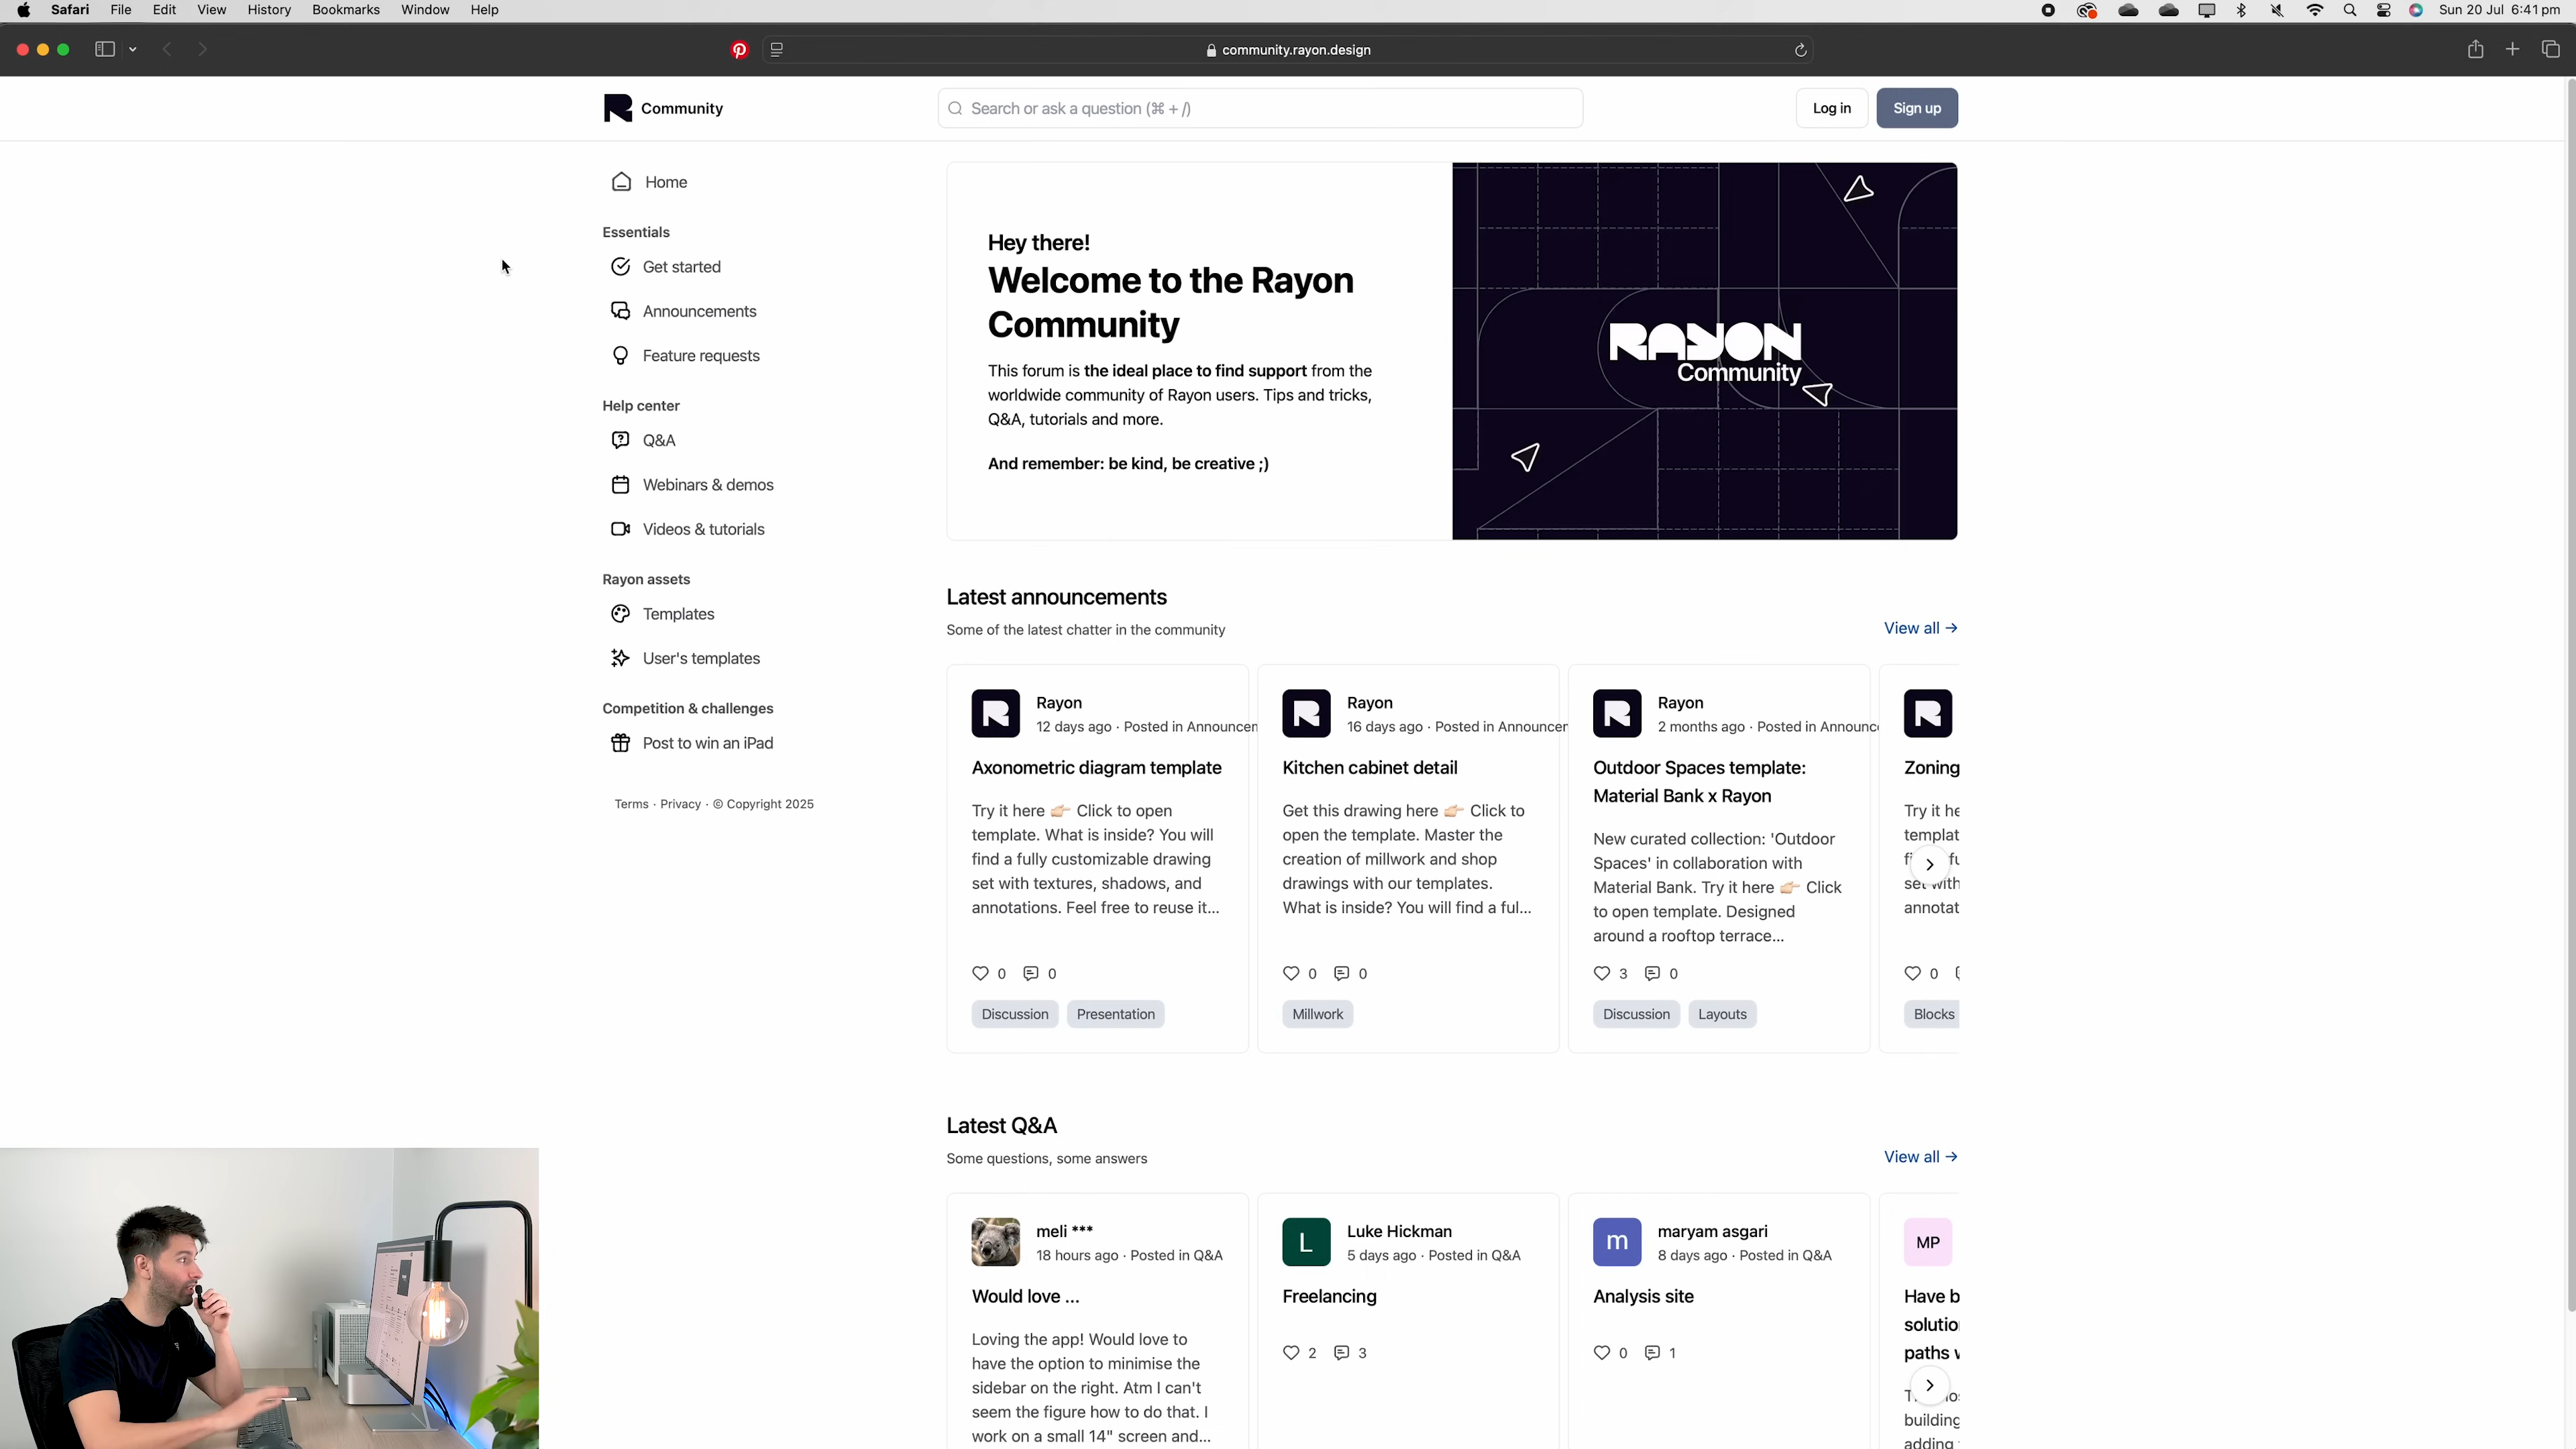 Safari File Edit View History Bookmarks Window Help
Sun 20 Jul 6:41 pm
community.rayon.design
Community
Search or ask a question (⌘ + /)
Log in
Sign up
Home
Essentials
Get started
Announcements
Feature requests
Help center
Q&A
Webinars & demos
Videos & tutorials
Rayon assets
Templates
User's templates
Competition & challenges
Post to win an iPad
Terms · Privacy · © Copyright 2025
Hey there!
Welcome to the Rayon
Community
This forum is the ideal place to find support from the
worldwide community of Rayon users. Tips and tricks,
Q&A, tutorials and more.
And remember: be kind, be creative ;)
RAYON
Community
Latest announcements
Some of the latest chatter in the community
View all →
Rayon
12 days ago · Posted in Announcen
Axonometric diagram template
Try it here 👉🏻 Click to open
template. What is inside? You will
find a fully customizable drawing
set with textures, shadows, and
annotations. Feel free to reuse it...
0 0
Discussion Presentation
Rayon
16 days ago · Posted in Announcer
Kitchen cabinet detail
Get this drawing here 👉🏻 Click to
open the template. Master the
creation of millwork and shop
drawings with our templates.
What is inside? You will find a ful...
0 0
Millwork
Rayon
2 months ago · Posted in Announc
Outdoor Spaces template:
Material Bank x Rayon
New curated collection: 'Outdoor
Spaces' in collaboration with
Material Bank. Try it here 👉🏻 Click
to open template. Designed
around a rooftop terrace...
3 0
Discussion Layouts
Zoning
Try it he
templat
set with
annotat
0
Blocks
Latest Q&A
Some questions, some answers
View all →
meli ***
18 hours ago · Posted in Q&A
Would love ...
Loving the app! Would love to
have the option to minimise the
sidebar on the right. Atm I can't
seem the figure how to do that. I
work on a small 14" screen and...
L
Luke Hickman
5 days ago · Posted in Q&A
Freelancing
2 3
m
maryam asgari
8 days ago · Posted in Q&A
Analysis site
0 1
MP
Have b
solutio
paths w
building
adding